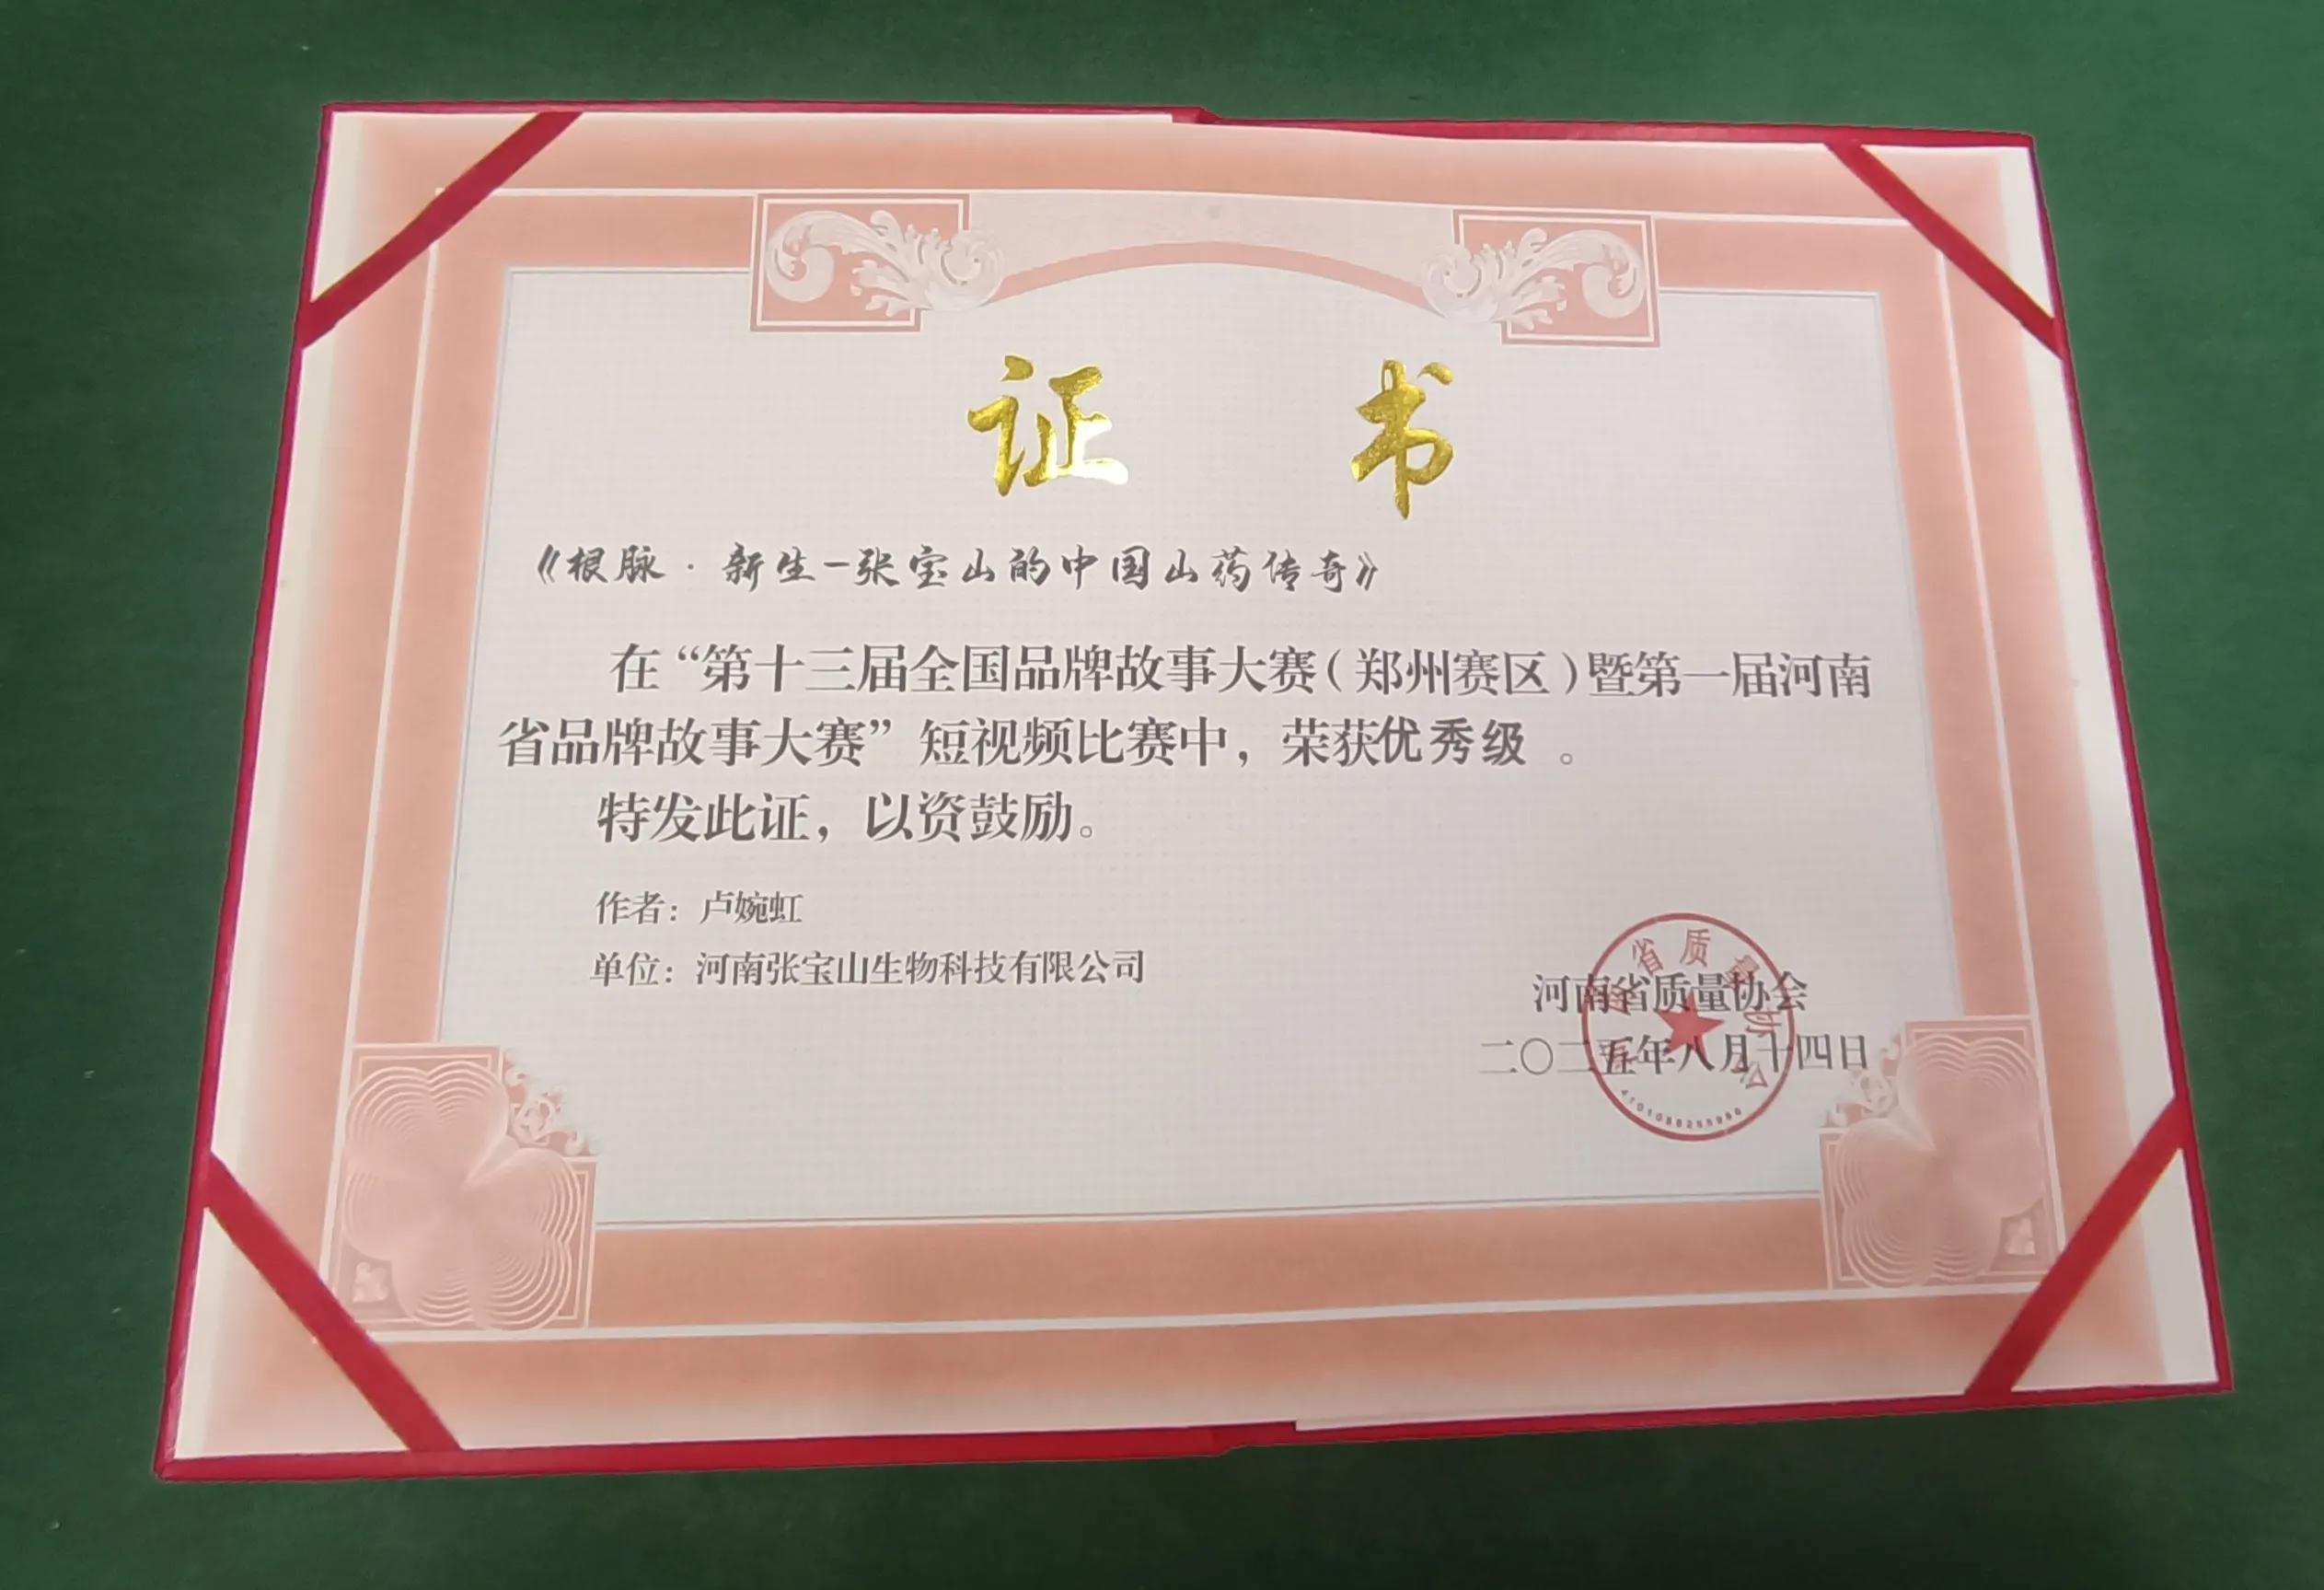 证 书
《根脉·新生-张宝山的中国山药传奇》
在“第十三届全国品牌故事大赛(郑州赛区)暨第一届河南
省品牌故事大赛”短视频比赛中，荣获优秀级 。
特发此证，以资鼓励。
作者：卢婉虹
单位：河南张宝山生物科技有限公司
河南省质量协会
二〇二五年八月十四日
省质量协会